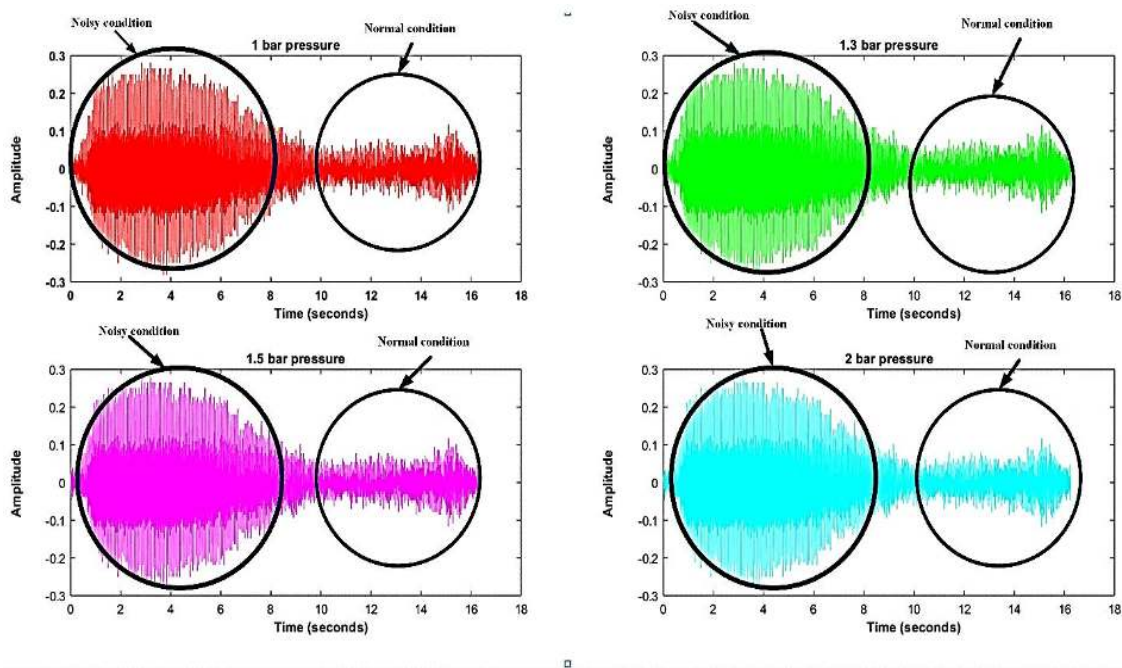 Noisy condition
Normal condition
1 bar pressure
Amplitude
0.3
0.2
0.1
0
-0.1
-0.2
-0.3
0 2 4 6 8 10 12 14 16 18
Time (seconds)
Noisy condition
Normal condition
1.3 bar pressure
Amplitude
0.3
0.2
0.1
0
-0.1
-0.2
-0.3
0 2 4 6 8 10 12 14 16 18
Time (seconds)
Noisy condition
Normal condition
1.5 bar pressure
Amplitude
0.3
0.2
0.1
0
-0.1
-0.2
-0.3
0 2 4 6 8 10 12 14 16 18
Time (seconds)
Noisy condition
Normal condition
2 bar pressure
Amplitude
0.3
0.2
0.1
0
-0.1
-0.2
-0.3
0 2 4 6 8 10 12 14 16 18
Time (seconds)